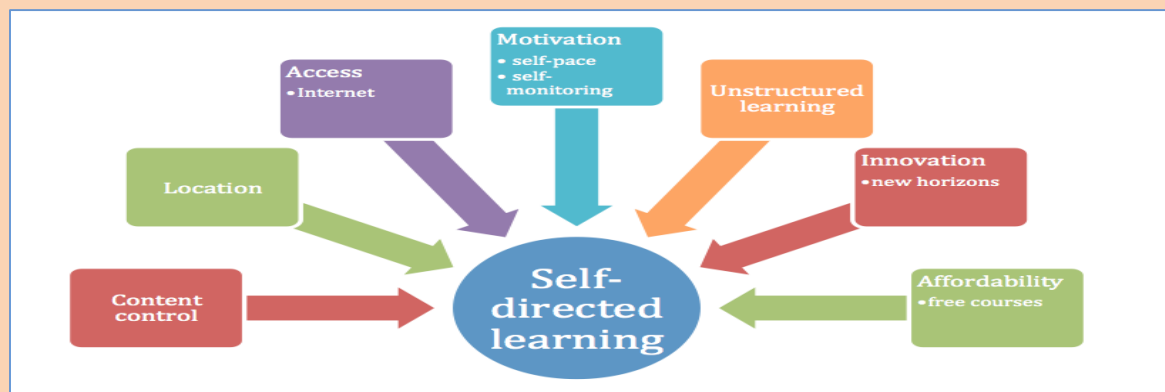 Motivation
• self-pace
• self-
monitoring
Access
•Internet
Unstructured
learning
Location
Innovation
•new horizons
Content
control
Self-
directed
learning
Affordability
•free courses